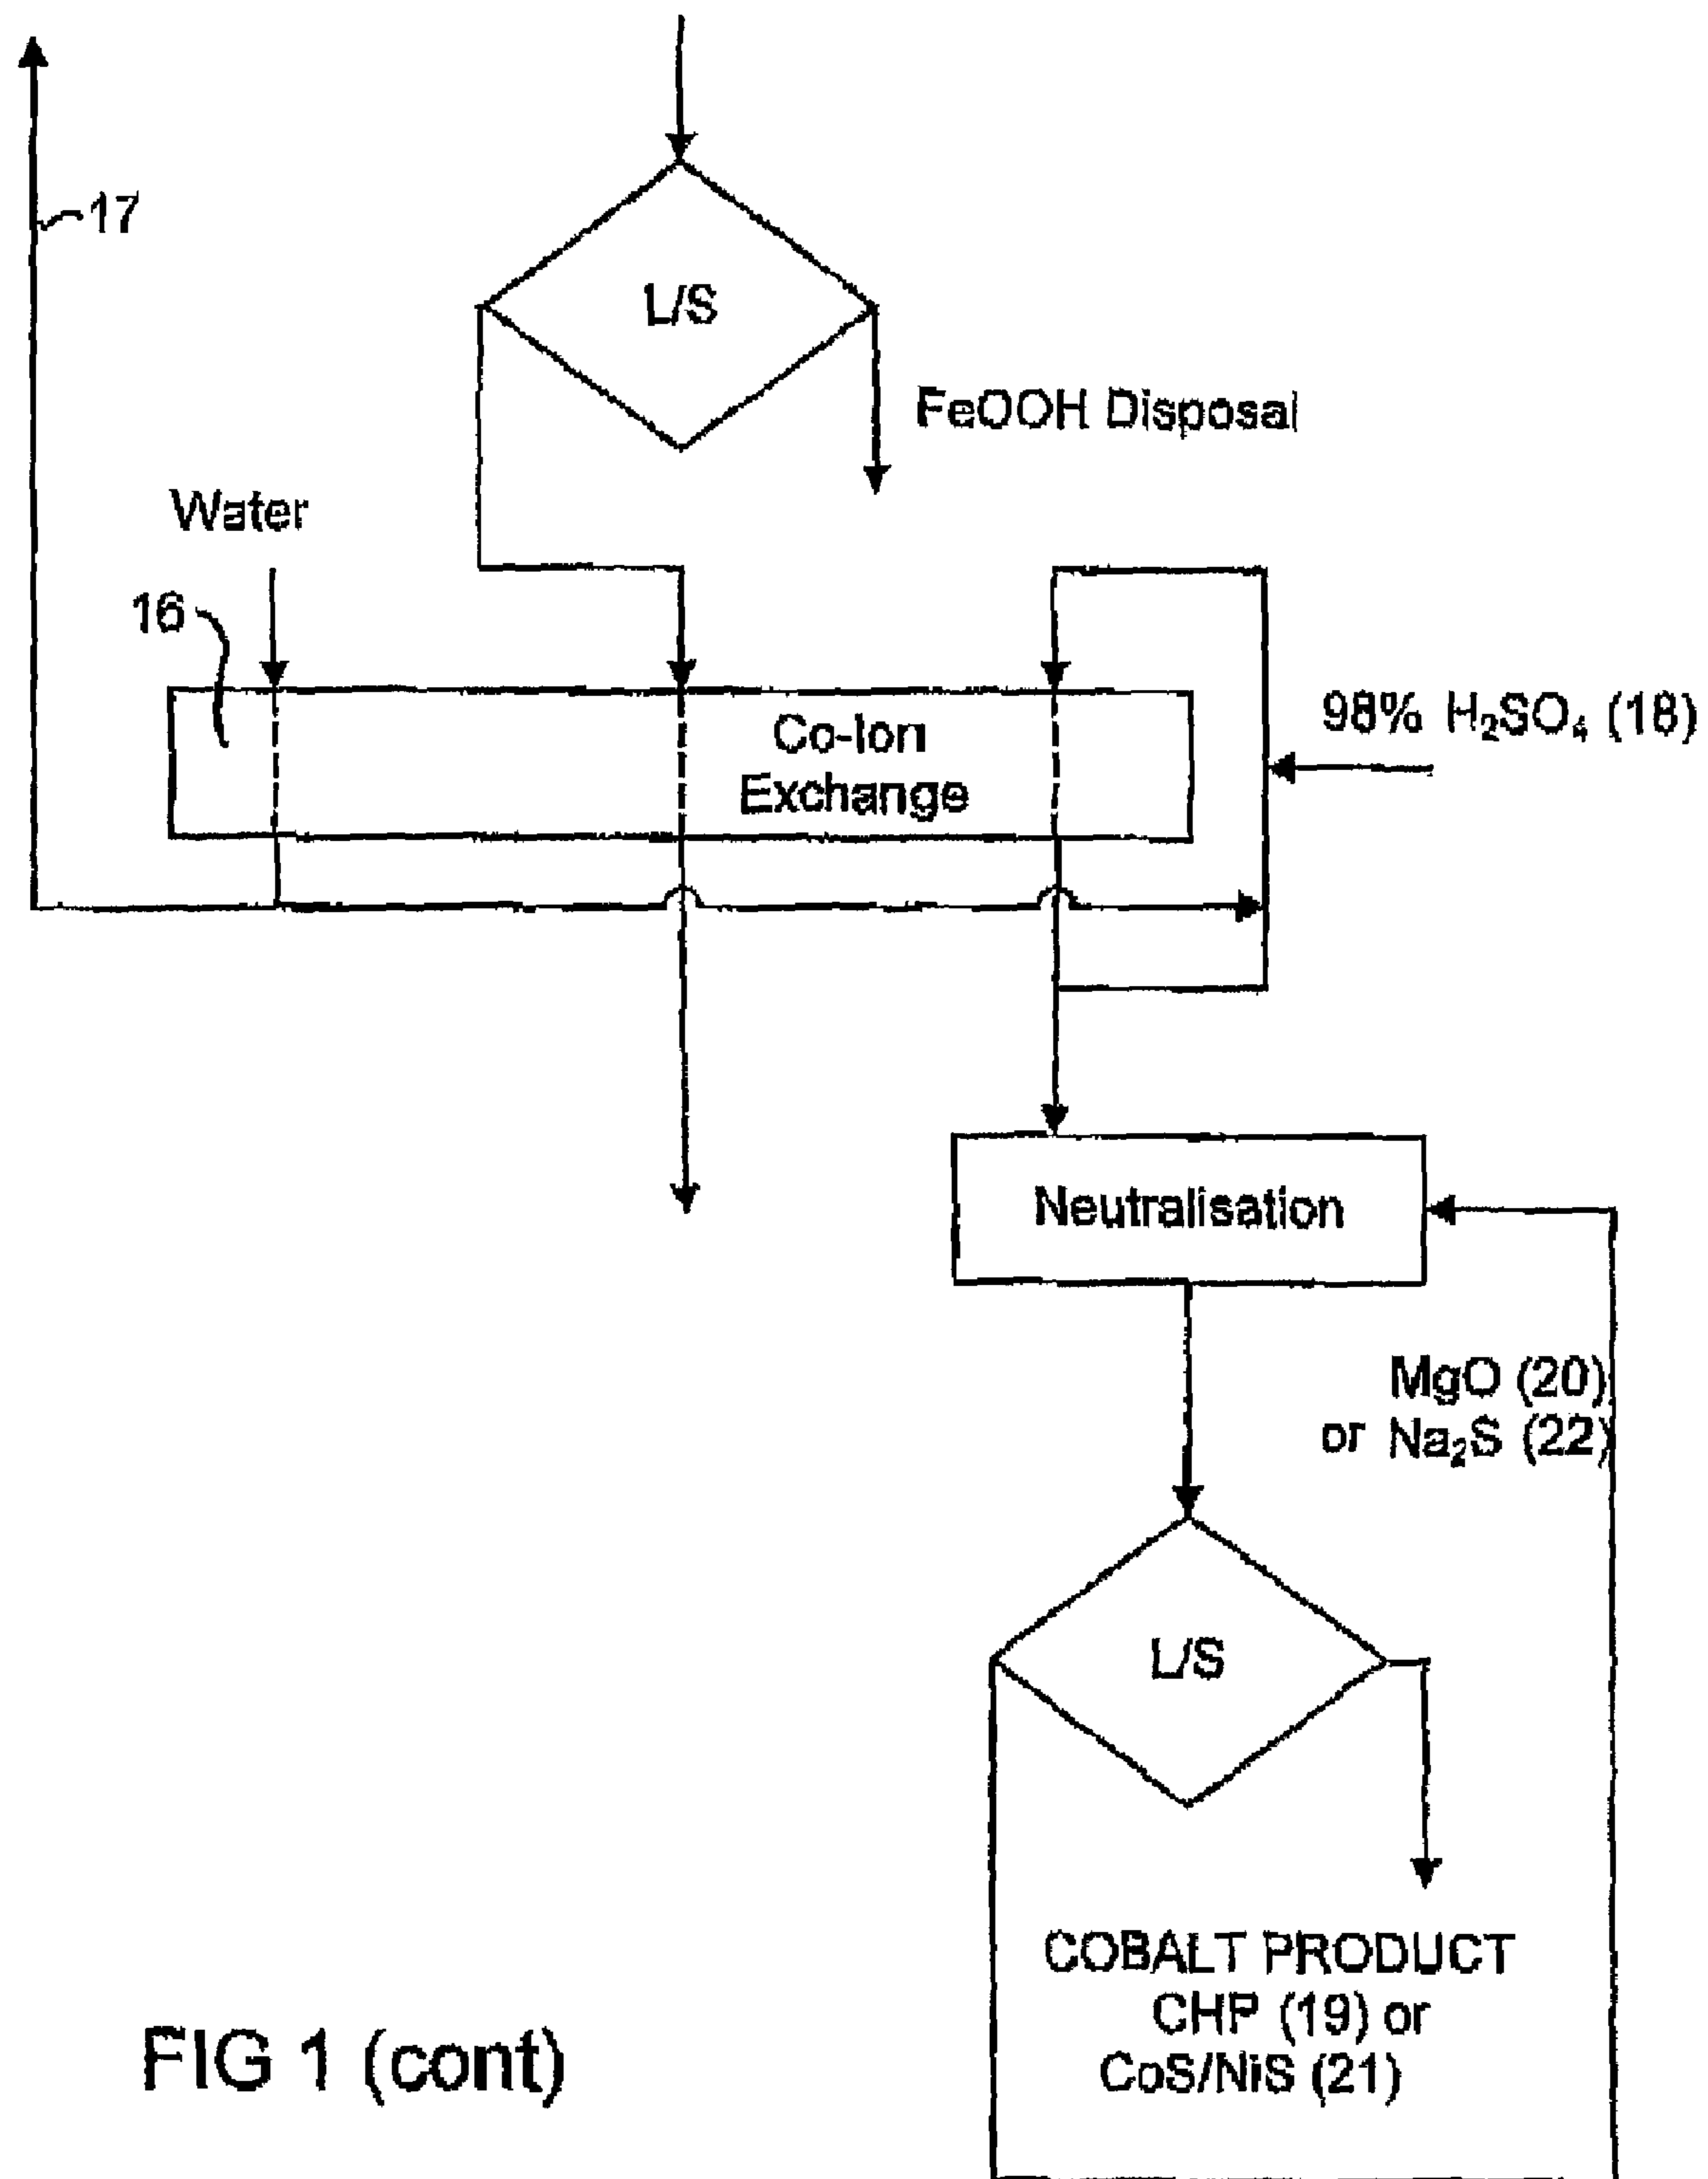 17
L/S
FeOOH Disposal
Water
16
98% H₂SO₄ (18)
Co-Ion
Exchange
Neutralisation
MgO (20)
or Na₂S (22)
L/S
COBALT PRODUCT
CHP (19) or
CoS/NiS (21)
FIG 1 (cont)